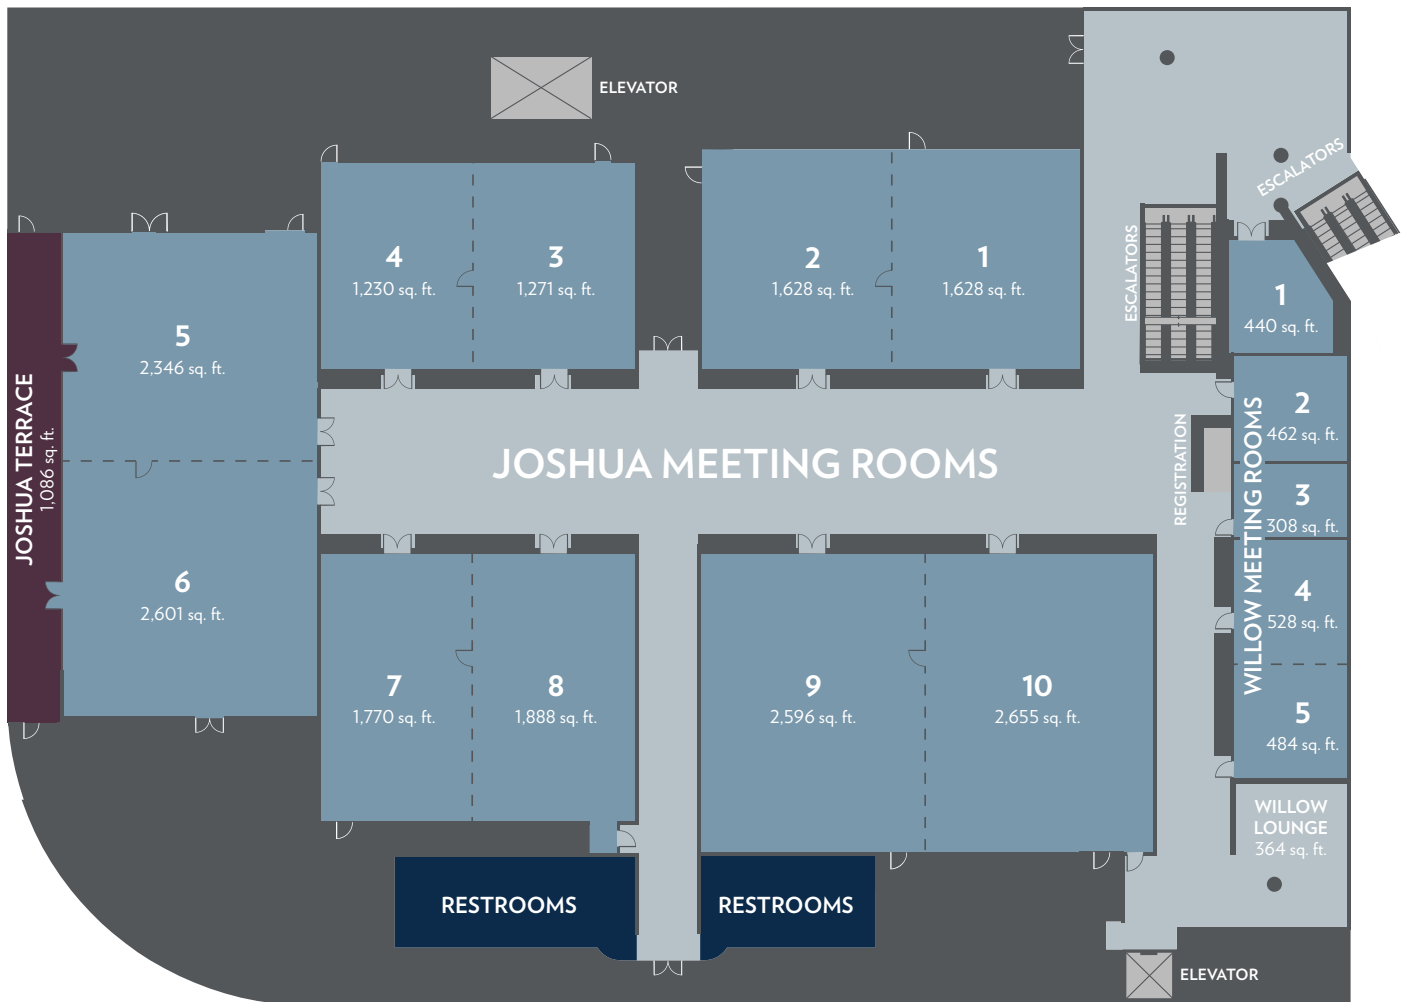 ELEVATOR
ESCALATORS
ESCALATORS
4
1,230 sq. ft.
3
1,271 sq. ft.
2
1,628 sq. ft.
1
1,628 sq. ft.
1
440 sq. ft.
5
2,346 sq. ft.
JOSHUA TERRACE
1,086 sq. ft.
JOSHUA MEETING ROOMS
REGISTRATION
WILLOW MEETING ROOMS
2
462 sq. ft.
3
308 sq. ft.
4
528 sq. ft.
5
484 sq. ft.
6
2,601 sq. ft.
7
1,770 sq. ft.
8
1,888 sq. ft.
9
2,596 sq. ft.
10
2,655 sq. ft.
WILLOW
LOUNGE
364 sq. ft.
RESTROOMS
RESTROOMS
ELEVATOR